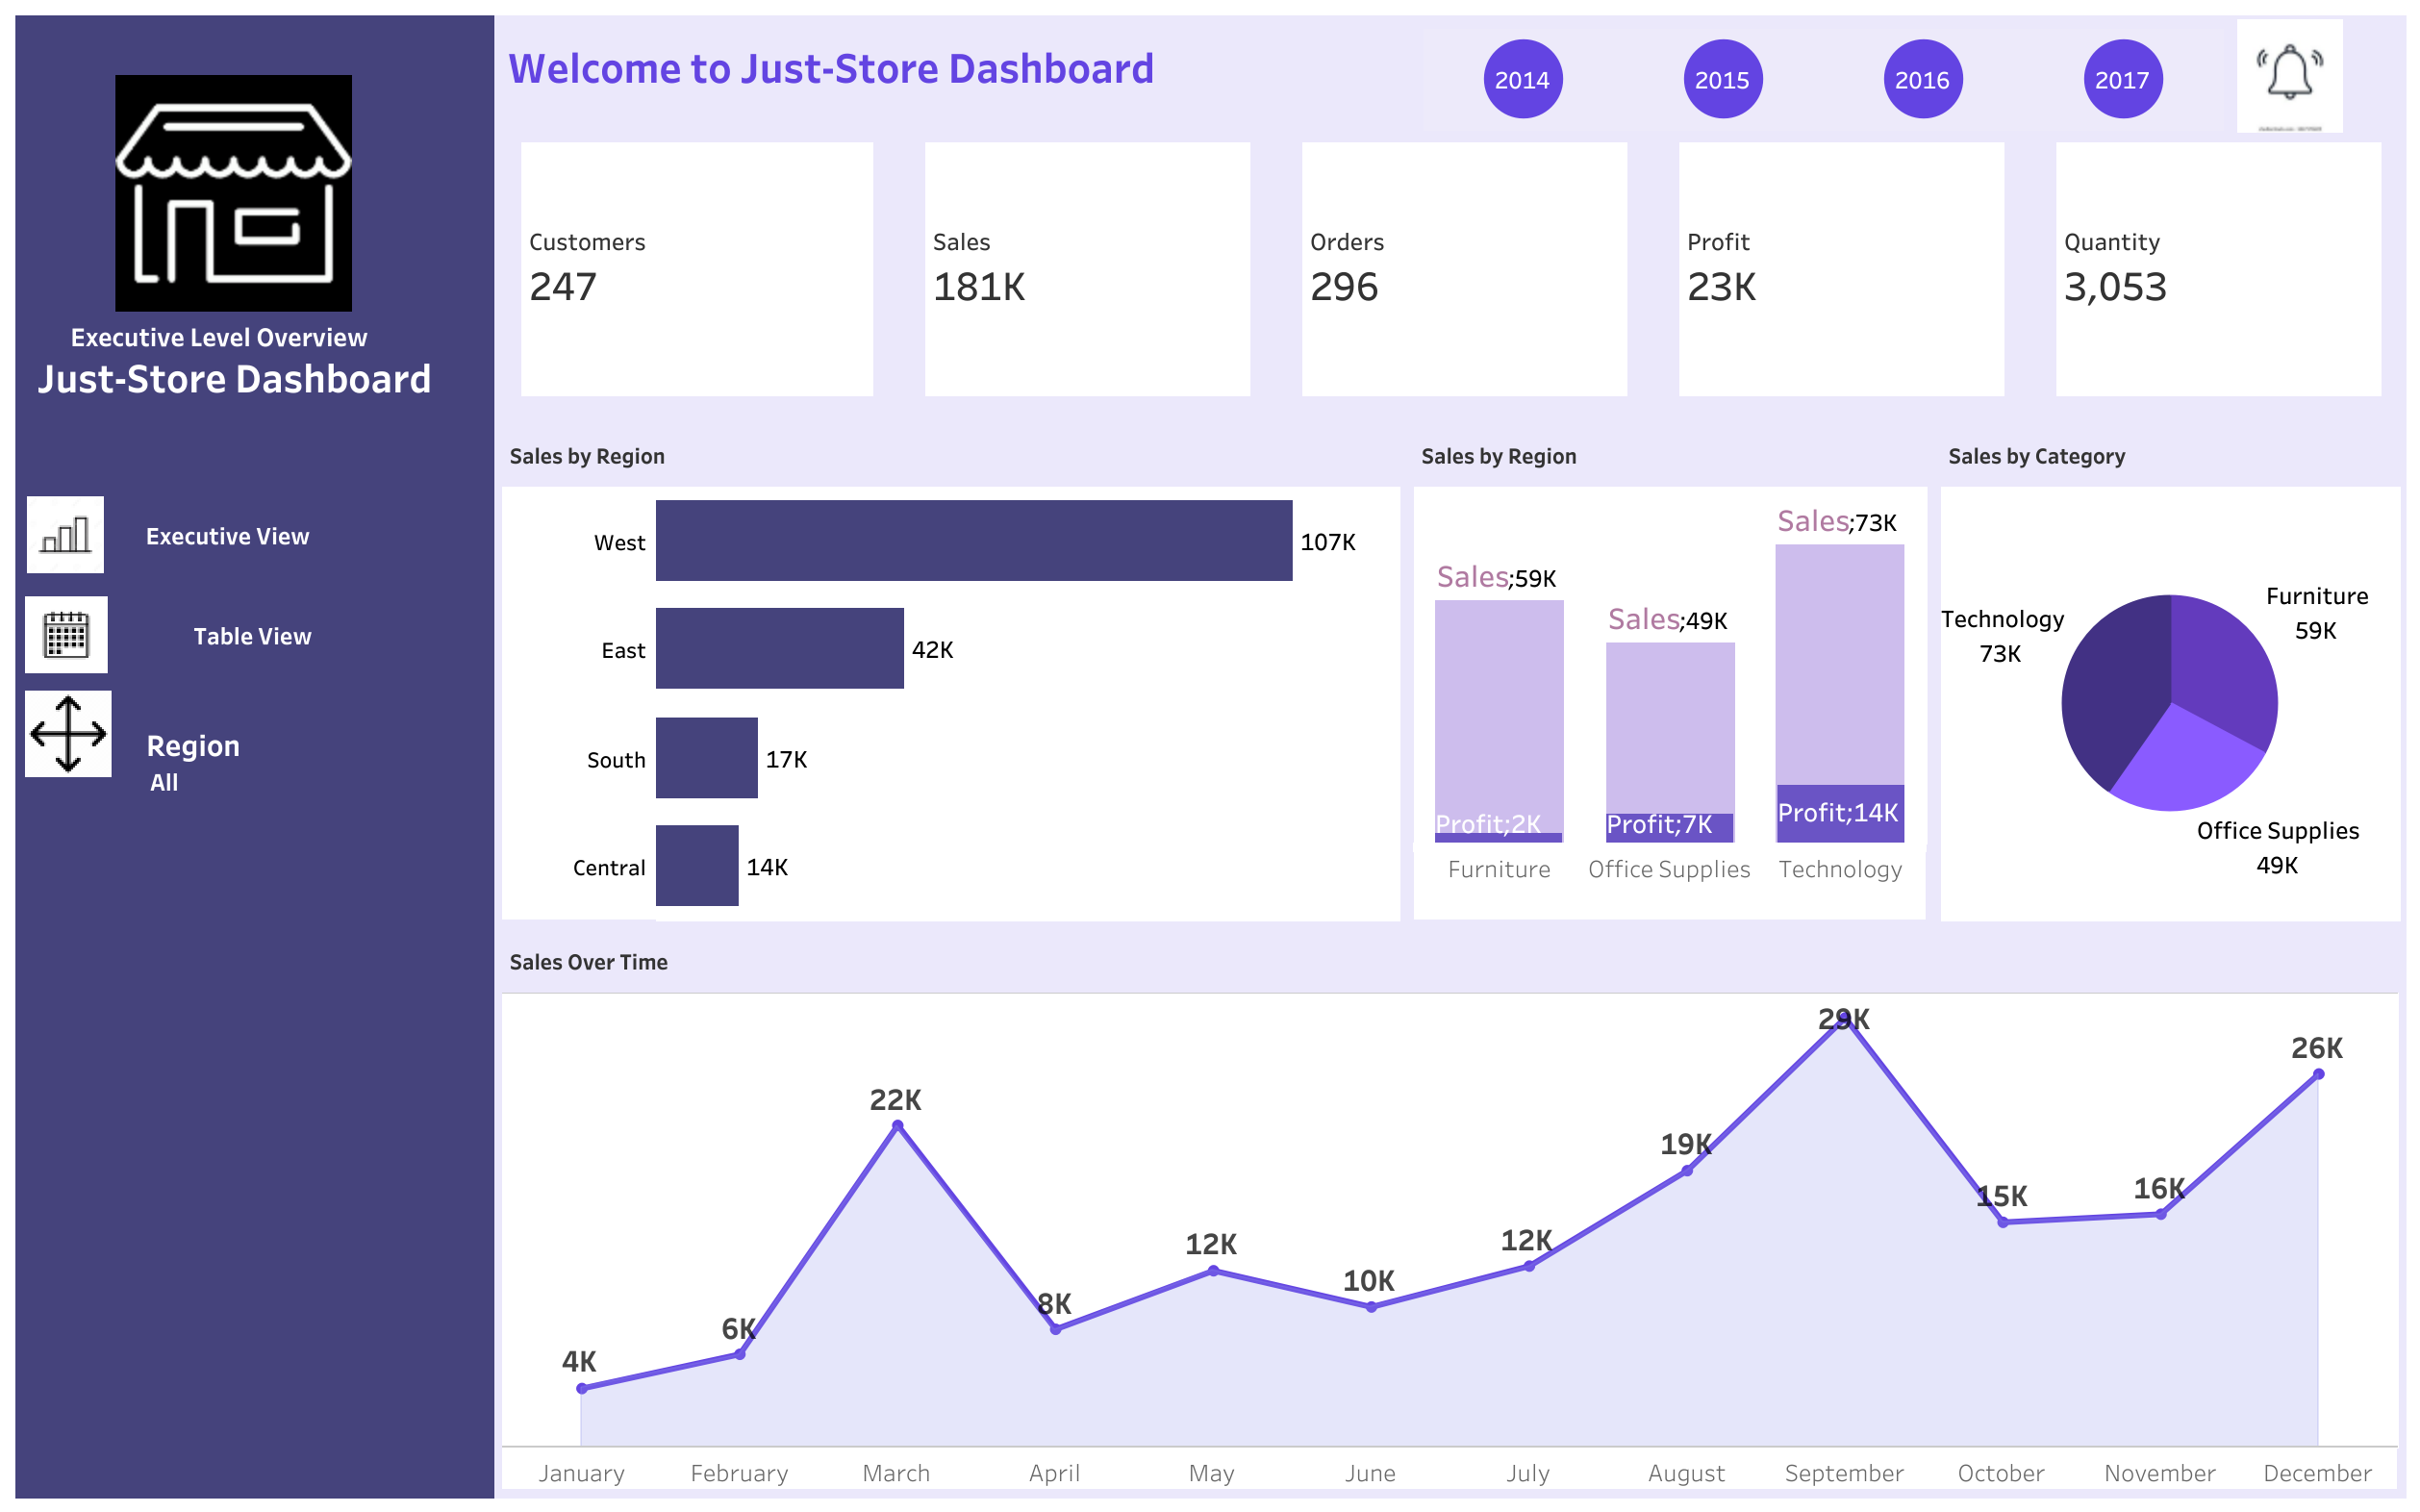 Executive Level Overview
Just-Store Dashboard
Executive View
Table View
Region
All
Welcome to Just-Store Dashboard
2014 2015 2016 2017
Customers
247
Sales
181K
Orders
296
Profit
23K
Quantity
3,053
Sales by Region
West 107K
East 42K
South 17K
Central 14K
Sales by Region
Sales;59K
Sales;49K
Sales;73K
Profit;2K
Profit;7K
Profit;14K
Furniture Office Supplies Technology
Sales by Category
Furniture
59K
Technology
73K
Office Supplies
49K
Sales Over Time
4K 6K 22K 8K 12K 10K 12K 19K 29K 15K 16K 26K
January February March April May June July August September October November December